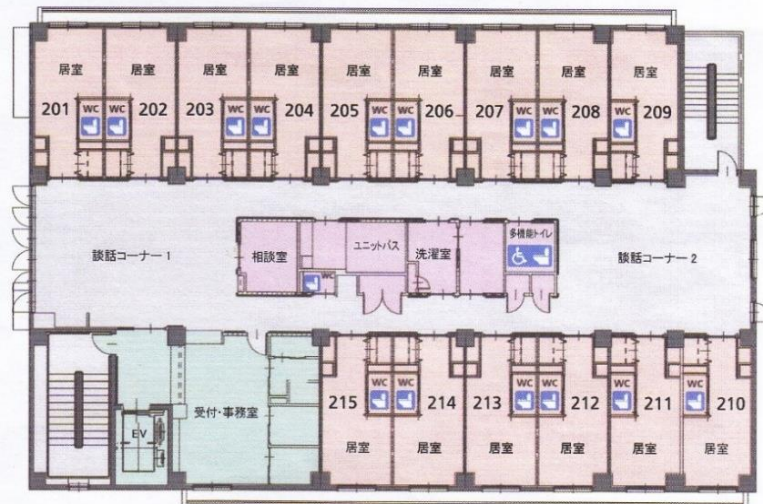 居室 居室 居室 居室 居室 居室 居室 居室 居室
WC WC WC WC WC WC WC WC WC
201 202 203 204 205 206 207 208 209
談話コーナー 1
相談室
ユニットバス
WC
洗濯室
多機能トイレ
談話コーナー 2
EV
受付・事務室
WC WC WC WC WC WC
215 214 213 212 211 210
居室 居室 居室 居室 居室 居室